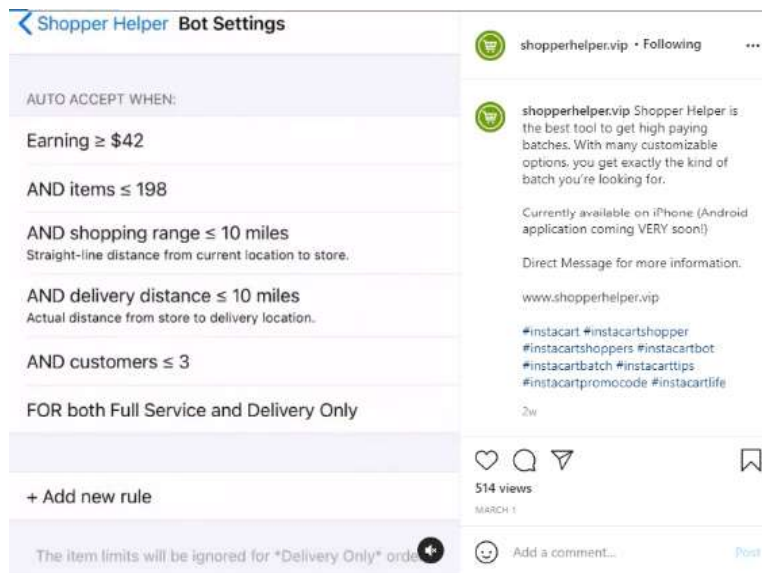 Shopper Helper Bot Settings
AUTO ACCEPT WHEN:
Earning ≥ $42
AND items ≤ 198
AND shopping range ≤ 10 miles
Straight-line distance from current location to store.
AND delivery distance ≤ 10 miles
Actual distance from store to delivery location.
AND customers ≤ 3
FOR both Full Service and Delivery Only
+ Add new rule
The item limits will be ignored for *Delivery Only* orde
shopperhelper.vip • Following
shopperhelper.vip Shopper Helper is
the best tool to get high paying
batches. With many customizable
options, you get exactly the kind of
batch you're looking for.
Currently available on iPhone (Android
application coming VERY soon!)
Direct Message for more information.
www.shopperhelper.vip
#instacart #instacartshopper
#instacartshoppers #instacartbot
#instacartbatch #instacarttips
#instacartpromocode #instacartlife
2w
514 views
MARCH 1
Add a comment...
Post